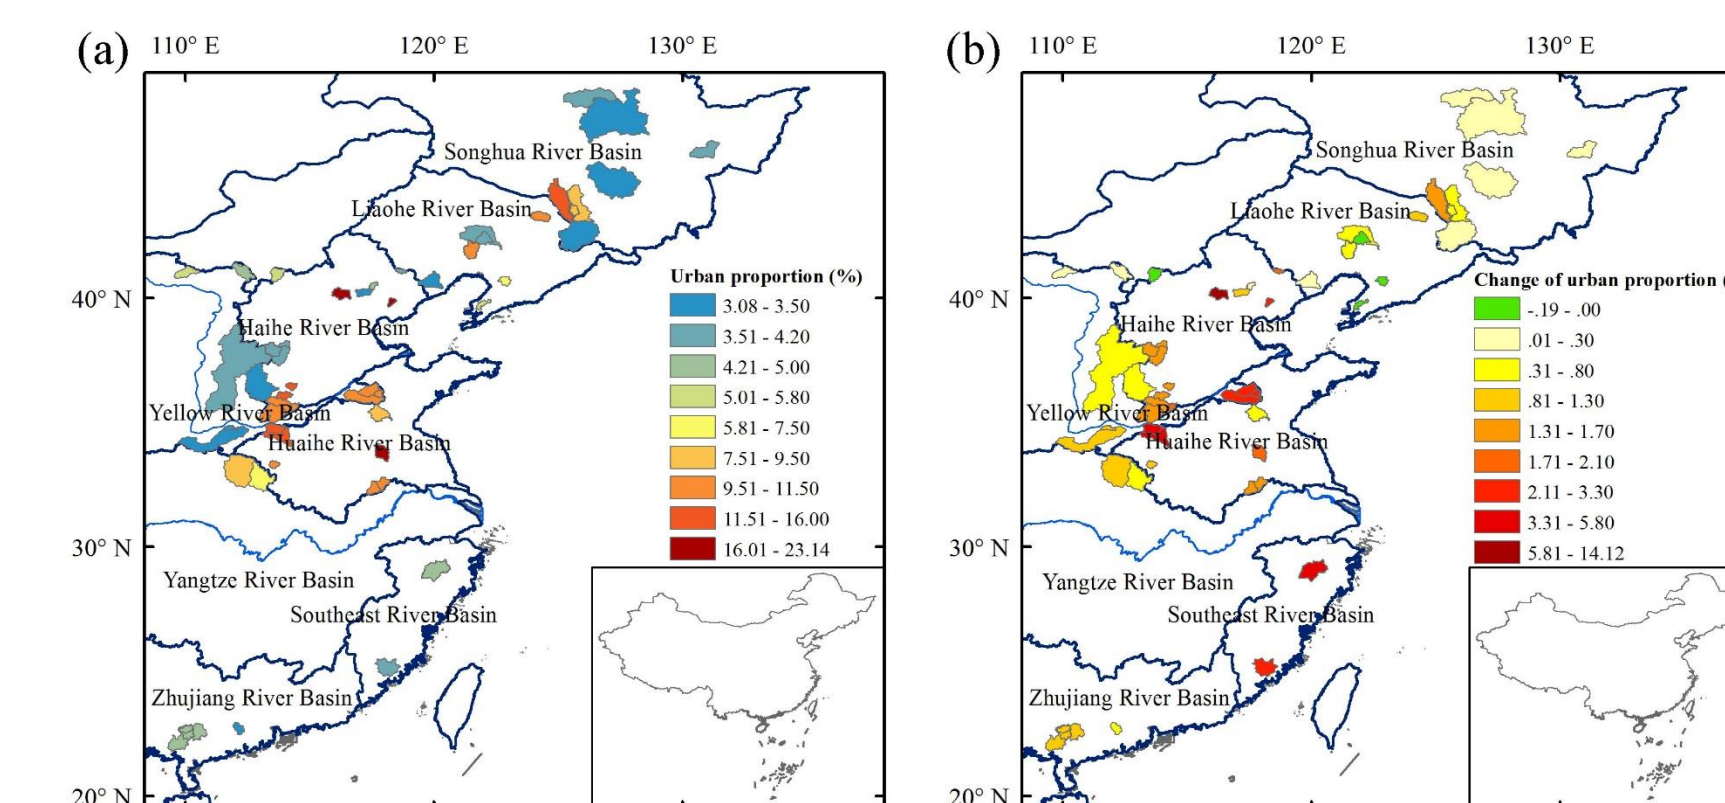 (a) 110° E 120° E 130° E
Songhua River Basin
Liaohe River Basin
40° N
Haihe River Basin
Yellow River Basin
Huaihe River Basin
30° N
Yangtze River Basin
Southeast River Basin
Zhujiang River Basin
20° N
Urban proportion (%)
3.08 - 3.50
3.51 - 4.20
4.21 - 5.00
5.01 - 5.80
5.81 - 7.50
7.51 - 9.50
9.51 - 11.50
11.51 - 16.00
16.01 - 23.14
(b) 110° E 120° E 130° E
Songhua River Basin
Liaohe River Basin
40° N
Haihe River Basin
Yellow River Basin
Huaihe River Basin
30° N
Yangtze River Basin
Southeast River Basin
Zhujiang River Basin
20° N
Change of urban proportion (
-.19 - .00
.01 - .30
.31 - .80
.81 - 1.30
1.31 - 1.70
1.71 - 2.10
2.11 - 3.30
3.31 - 5.80
5.81 - 14.12